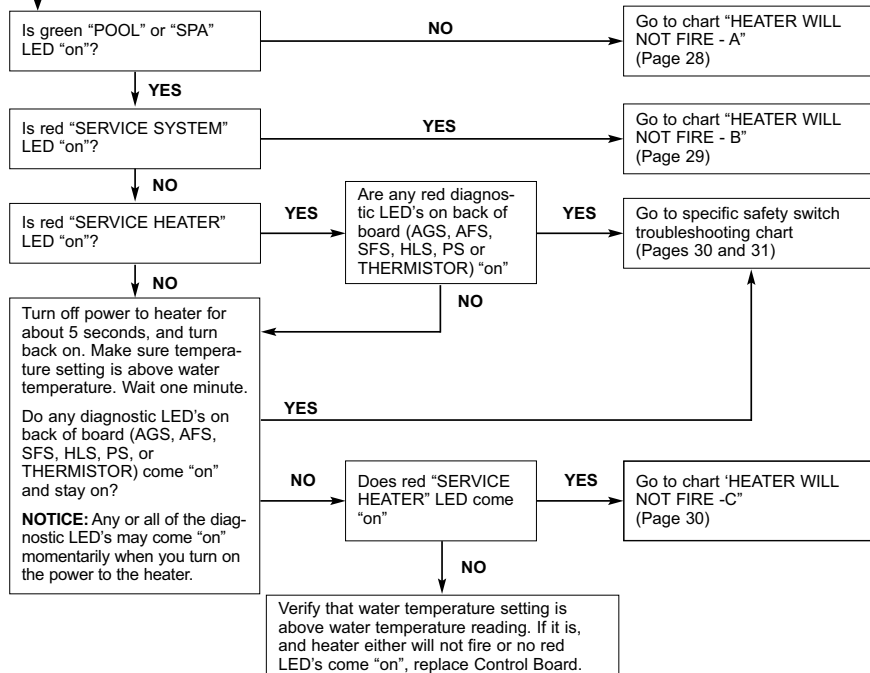 Is green “POOL” or “SPA”
LED “on”?
NO
Go to chart “HEATER WILL
NOT FIRE - A”
(Page 28)
YES
Is red “SERVICE SYSTEM”
LED “on”?
YES
Go to chart “HEATER WILL
NOT FIRE - B”
(Page 29)
NO
Is red “SERVICE HEATER”
LED “on”?
YES
Are any red diagnos-
tic LED’s on back of
board (AGS, AFS,
SFS, HLS, PS or
THERMISTOR) “on”
YES
Go to specific safety switch
troubleshooting chart
(Pages 30 and 31)
NO
NO
Turn off power to heater for
about 5 seconds, and turn
back on. Make sure tempera-
ture setting is above water
temperature. Wait one minute.
Do any diagnostic LED’s on
back of board (AGS, AFS,
SFS, HLS, PS, or
THERMISTOR) come “on”
and stay on?
NOTICE: Any or all of the diag-
nostic LED’s may come “on”
momentarily when you turn on
the power to the heater.
YES
NO
Does red “SERVICE
HEATER” LED come
“on”
YES
Go to chart ‘HEATER WILL
NOT FIRE -C”
(Page 30)
NO
Verify that water temperature setting is
above water temperature reading. If it is,
and heater either will not fire or no red
LED’s come “on”, replace Control Board.